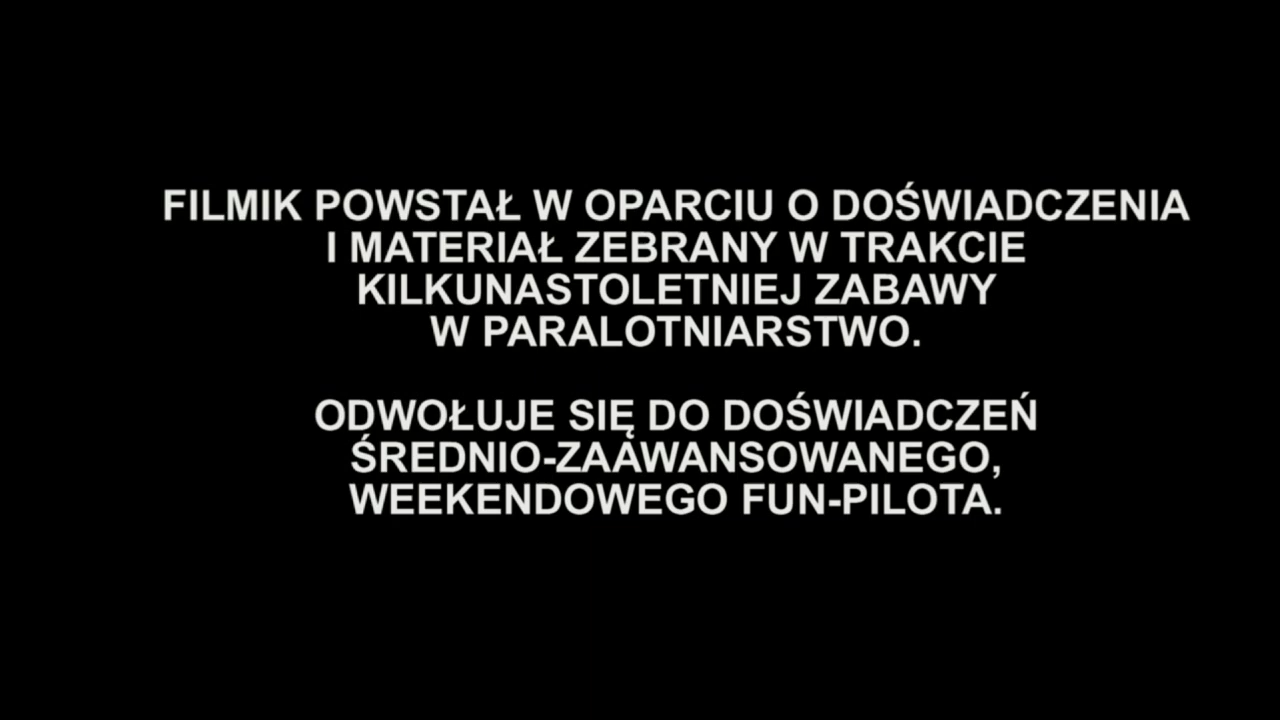 FILMIK POWSTAŁ W OPARCIU O DOŚWIADCZENIA
I MATERIAŁ ZEBRANY W TRAKCIE
KILKUNASTOLETNIEJ ZABAWY
W PARALOTNIARSTWO.
ODWOŁUJE SIĘ DO DOŚWIADCZEŃ
ŚREDNIO-ZAAWANSOWANEGO,
WEEKENDOWEGO FUN-PILOTA.